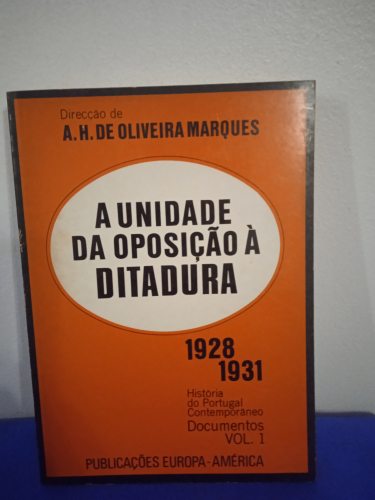 Direcção de
A. H. DE OLIVEIRA MARQUES
A UNIDADE
DA OPOSIÇÃO À
DITADURA
1928
1931
História
do Portugal
Contemporâneo
Documentos
VOL. 1
PUBLICAÇÕES EUROPA-AMÉRICA